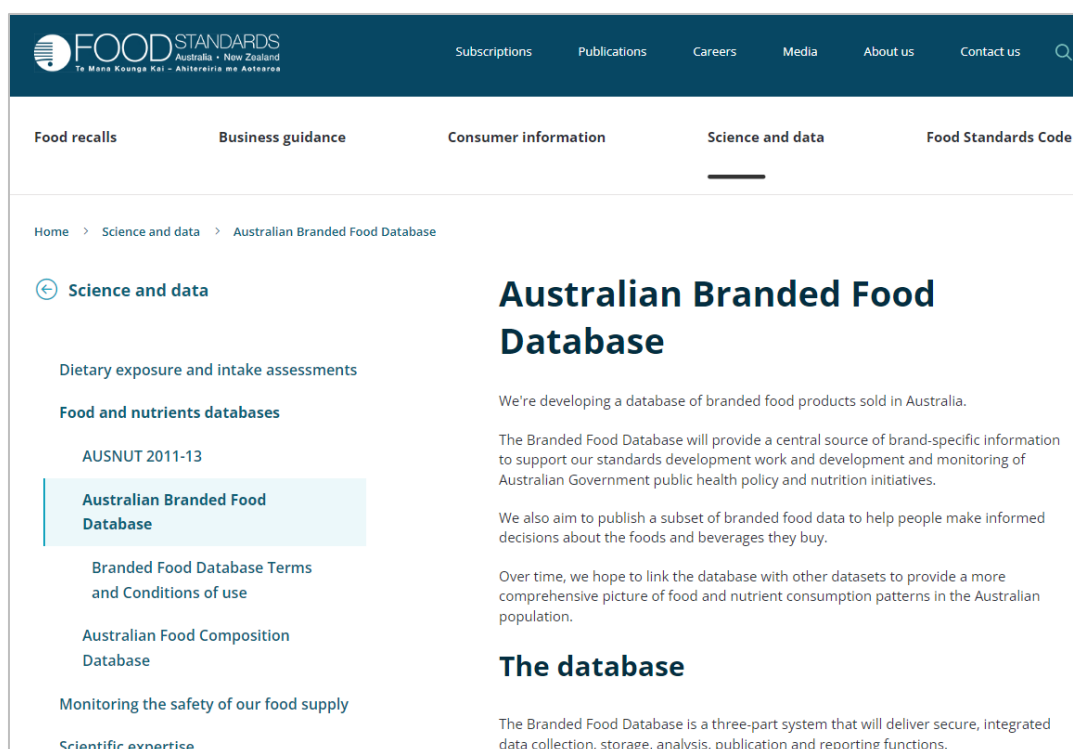 FOOD STANDARDS
Australia • New Zealand
Te Mana Kounga Kai – Ahitereiria me Aotearoa
Subscriptions Publications Careers Media About us Contact us
Food recalls Business guidance Consumer information Science and data Food Standards Code
Home > Science and data > Australian Branded Food Database
Science and data
Dietary exposure and intake assessments
Food and nutrients databases
AUSNUT 2011-13
Australian Branded Food
Database
Branded Food Database Terms
and Conditions of use
Australian Food Composition
Database
Monitoring the safety of our food supply
Scientific expertise
Australian Branded Food
Database
We're developing a database of branded food products sold in Australia.
The Branded Food Database will provide a central source of brand-specific information
to support our standards development work and development and monitoring of
Australian Government public health policy and nutrition initiatives.
We also aim to publish a subset of branded food data to help people make informed
decisions about the foods and beverages they buy.
Over time, we hope to link the database with other datasets to provide a more
comprehensive picture of food and nutrient consumption patterns in the Australian
population.
The database
The Branded Food Database is a three-part system that will deliver secure, integrated
data collection, storage, analysis, publication and reporting functions.